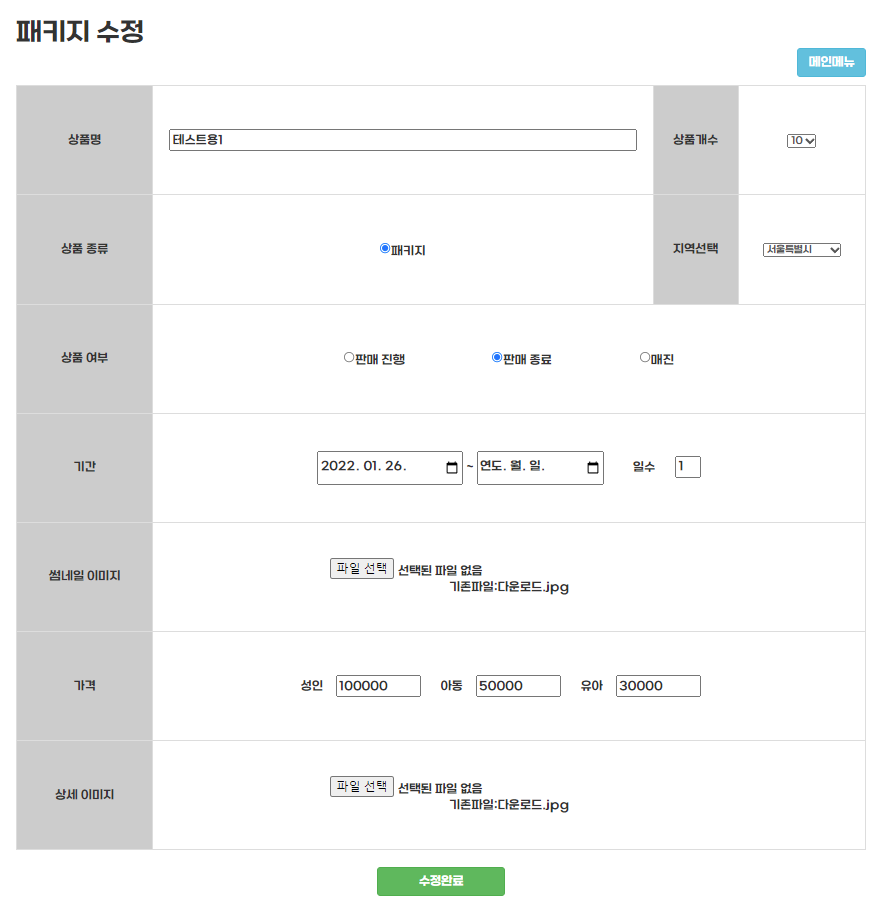 패키지 수정
메인메뉴
상품명 테스트용1 상품개수 10
상품 종류 패키지 지역선택 서울특별시
상품 여부 판매 진행 판매 종료 매진
기간 2022. 01. 26. ~ 연도. 월. 일. 일수 1
썸네일 이미지 파일 선택 선택된 파일 없음
기존파일:다운로드.jpg
가격 성인 100000 아동 50000 유아 30000
상세 이미지 파일 선택 선택된 파일 없음
기존파일:다운로드.jpg
수정완료